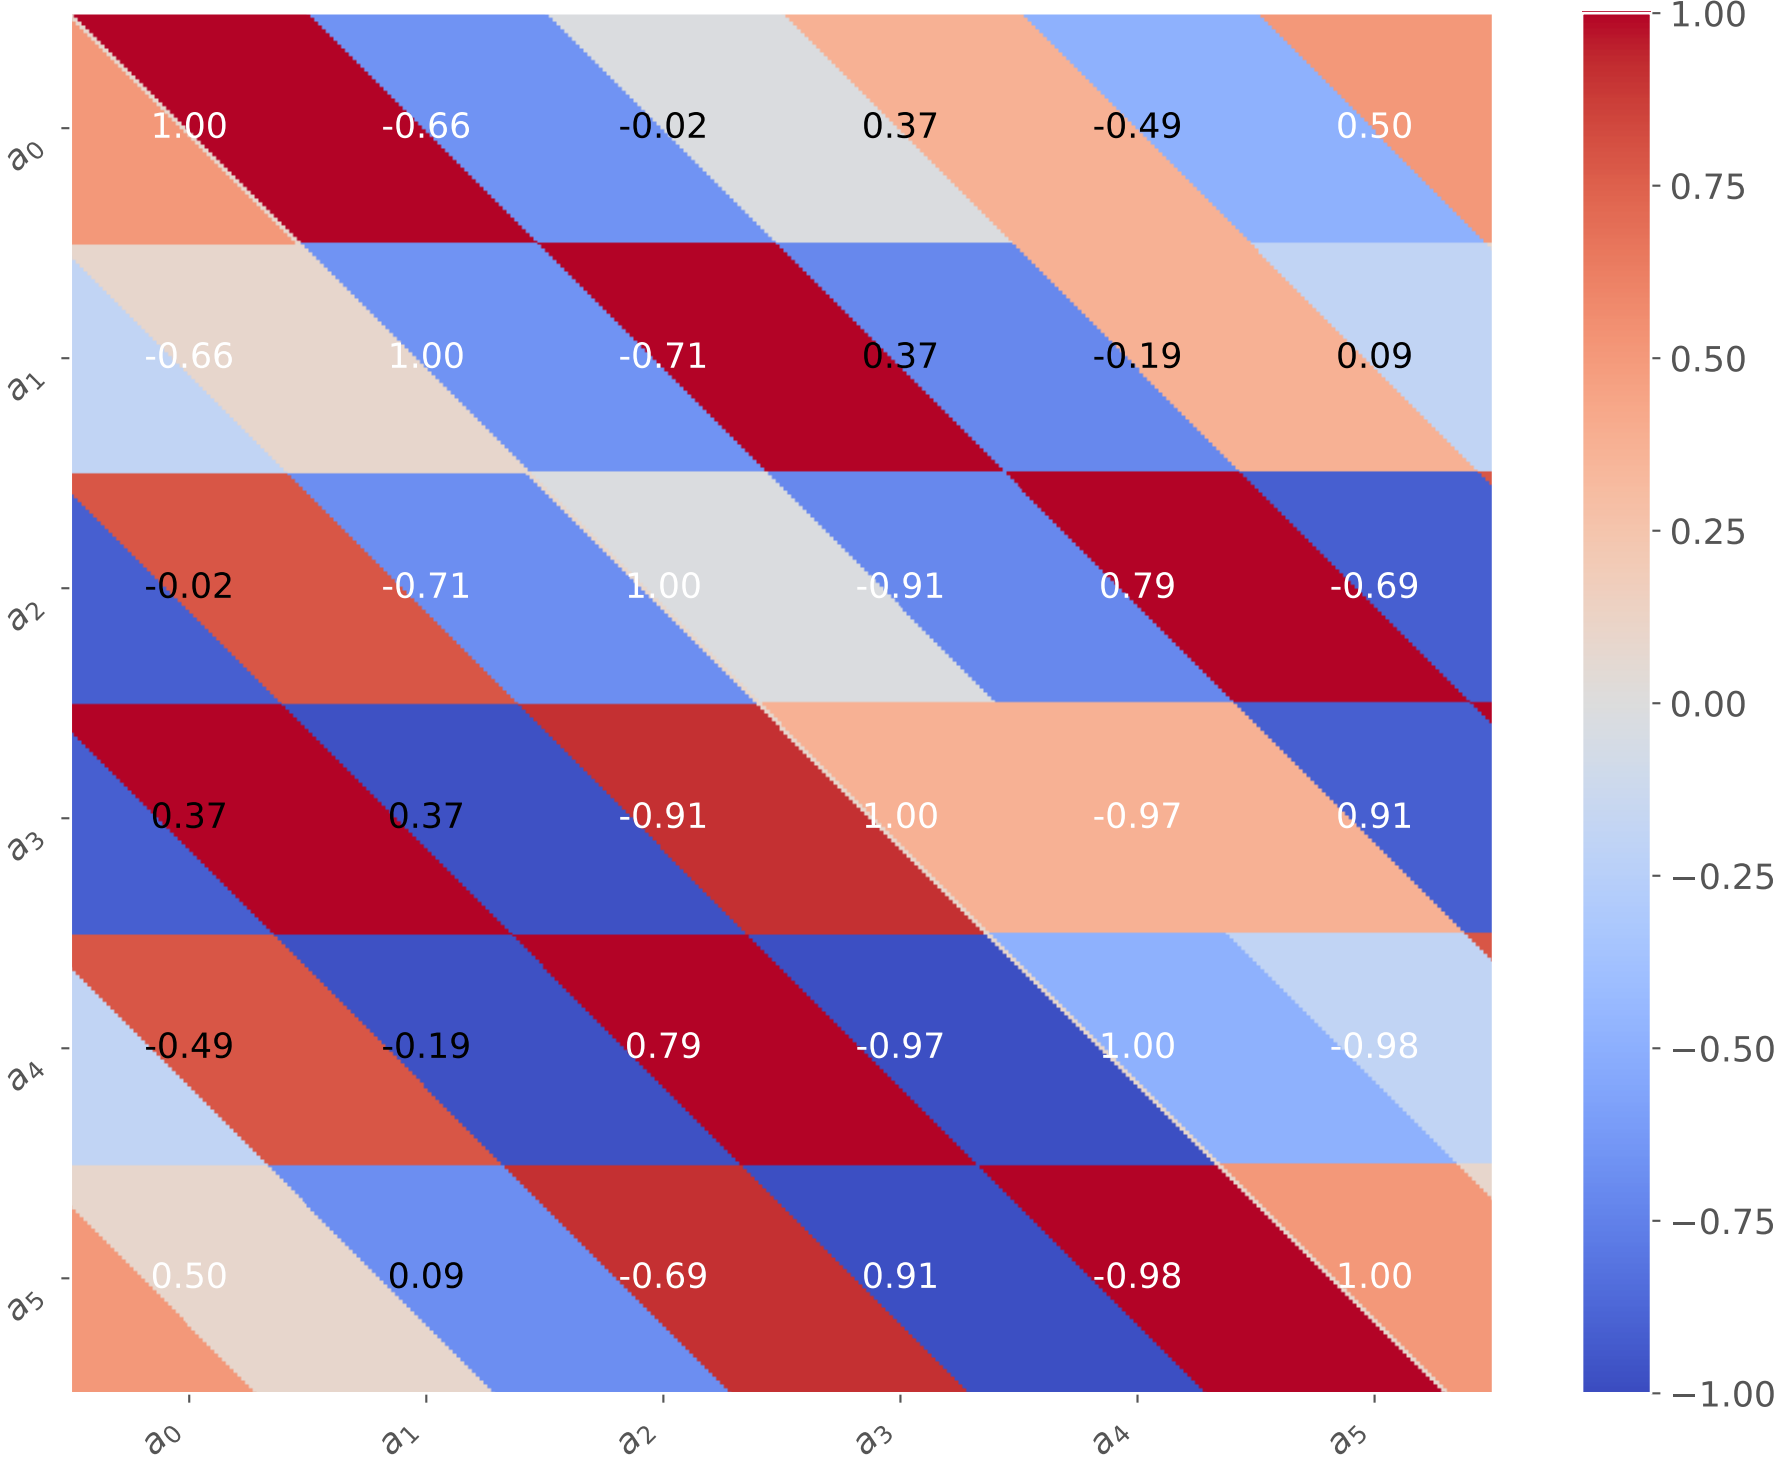 1.00
a0 1.00 -0.66 -0.02 0.37 -0.49 0.50
0.75
a1 -0.66 1.00 -0.71 0.37 -0.19 0.09
0.50
0.25
a2 -0.02 -0.71 1.00 -0.91 0.79 -0.69
0.00
a3 0.37 0.37 -0.91 1.00 -0.97 0.91
−0.25
a4 -0.49 -0.19 0.79 -0.97 1.00 -0.98
−0.50
−0.75
a5 0.50 0.09 -0.69 0.91 -0.98 1.00
−1.00
a0 a1 a2 a3 a4 a5